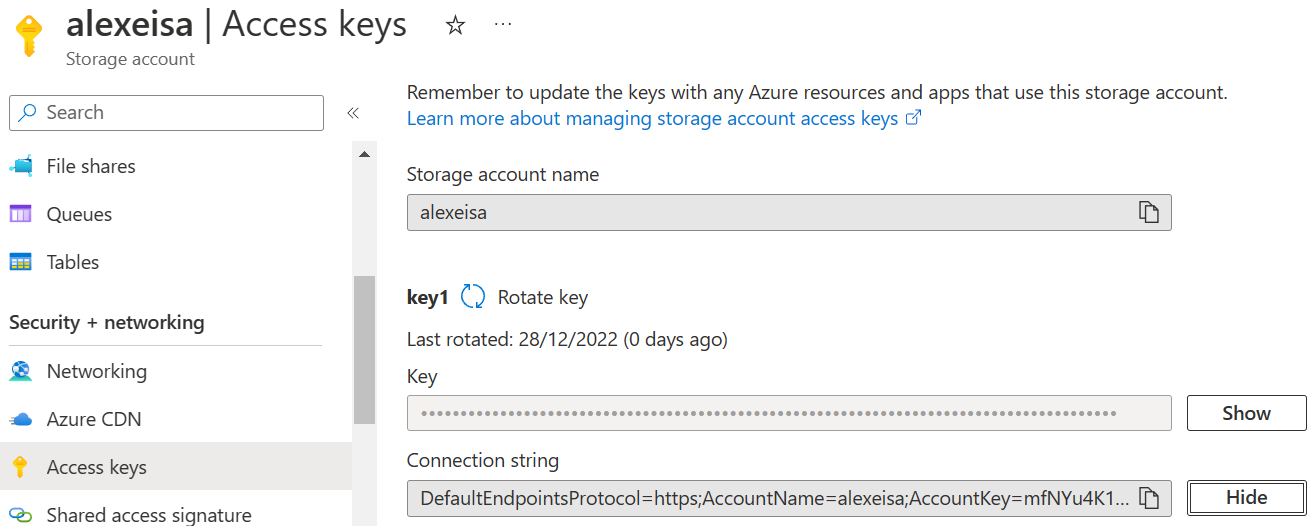 alexeisa | Access keys
Storage account
Search
File shares
Queues
Tables
Security + networking
Networking
Azure CDN
Access keys
Shared access signature
Remember to update the keys with any Azure resources and apps that use this storage account.
Learn more about managing storage account access keys
Storage account name
alexeisa
key1 Rotate key
Last rotated: 28/12/2022 (0 days ago)
Key
Show
Connection string
DefaultEndpointsProtocol=https;AccountName=alexeisa;AccountKey=mfNYu4K1...
Hide